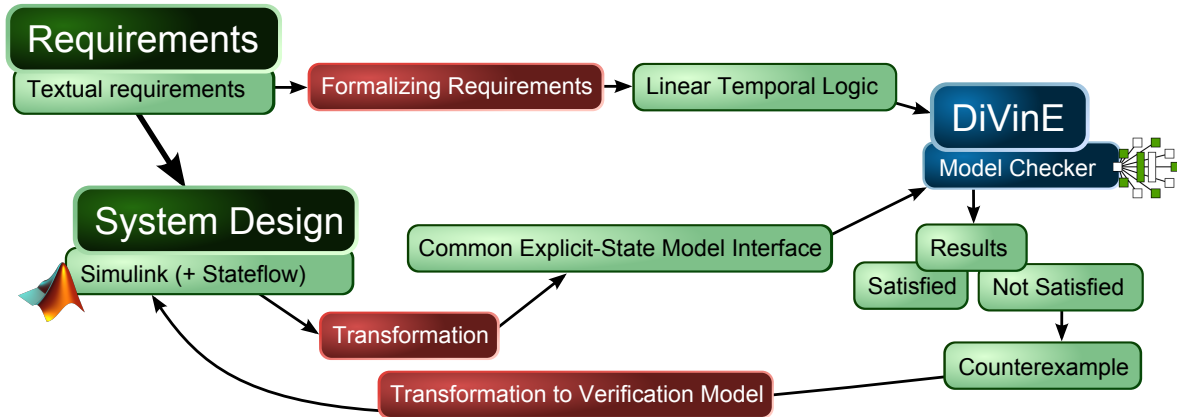 Requirements
Textual requirements
Formalizing Requirements
Linear Temporal Logic
DiVinE
Model Checker
System Design
Simulink (+ Stateflow)
Common Explicit-State Model Interface
Results
Satisfied
Not Satisfied
Transformation
Counterexample
Transformation to Verification Model